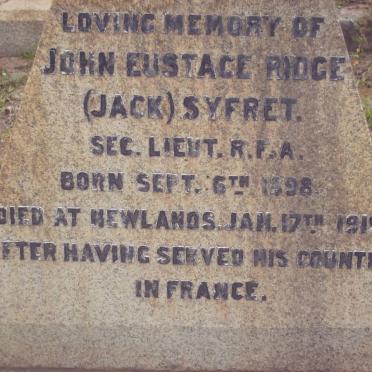 LOVING MEMORY OF
JOHN EUSTACE RIDGE
(JACK) SYFRET.
SEC. LIEUT. R.F.A.
BORN SEPT. 6TH 1898.
DIED AT NEWLANDS. JAN. 17TH
AFTER HAVING SERVED HIS
IN FRANCE.